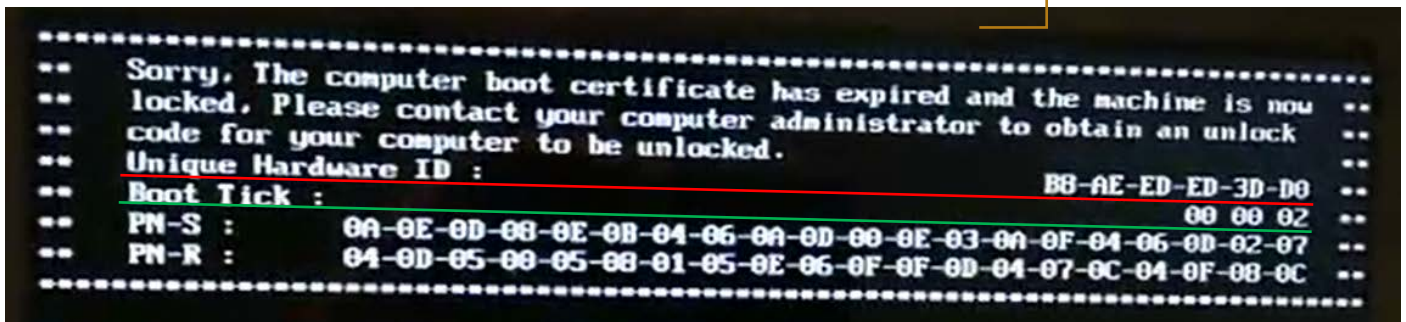 Sorry, The computer boot certificate has expired and the machine is now
locked, Please contact your computer administrator to obtain an unlock
code for your computer to be unlocked.
Unique Hardware ID : B8-AE-ED-ED-3D-D0
Boot Tick : 00 00 02
PN-S : 0A-0E-0D-08-0E-0B-04-06-0A-0D-00-0E-03-0A-0F-04-06-0D-02-07
PN-R : 04-0D-05-00-05-08-01-05-0E-06-0F-0F-0D-04-07-0C-04-0F-08-0C